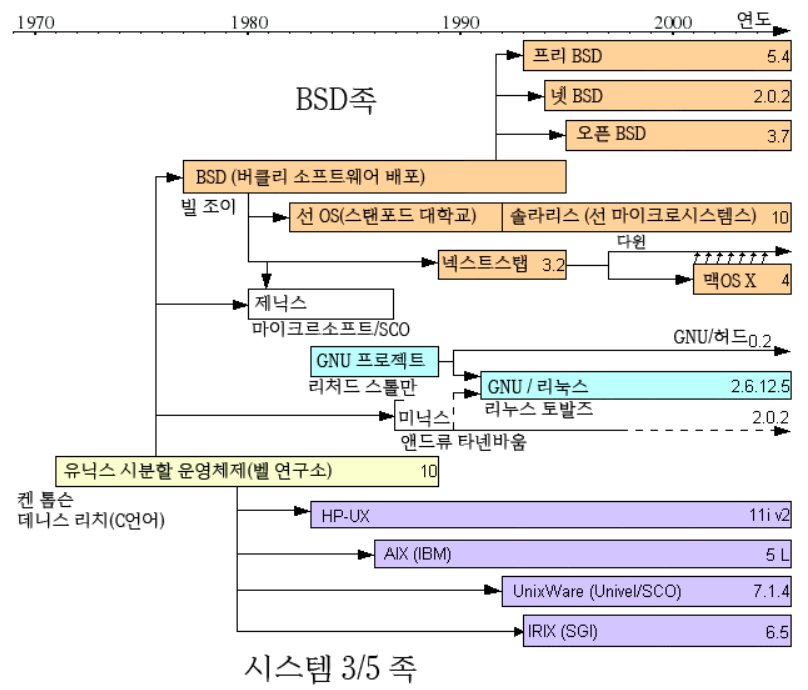 1970 1980 1990 2000 연도
프리 BSD 5.4
BSD족
넷 BSD 2.0.2
오픈 BSD 3.7
BSD (버클리 소프트웨어 배포)
빌 조이
선 OS(스탠포드 대학교) 솔라리스 (선 마이크로시스템스) 10
다윈
넥스트스탭 3.2
맥OS X 4
제닉스
마이크르소프트/SCO
GNU/허드 0.2
GNU 프로젝트
리처드 스톨만
GNU / 리눅스 2.6.12.5
리누스 토발즈
미닉스 2.0.2
앤드류 타넨바움
유닉스 시분할 운영체제(벨 연구소) 10
켄 톰슨
데니스 리치(C언어)
HP-UX 11i v2
AIX (IBM) 5 L
UnixWare (Univel/SCO) 7.1.4
IRIX (SGI) 6.5
시스템 3/5 족